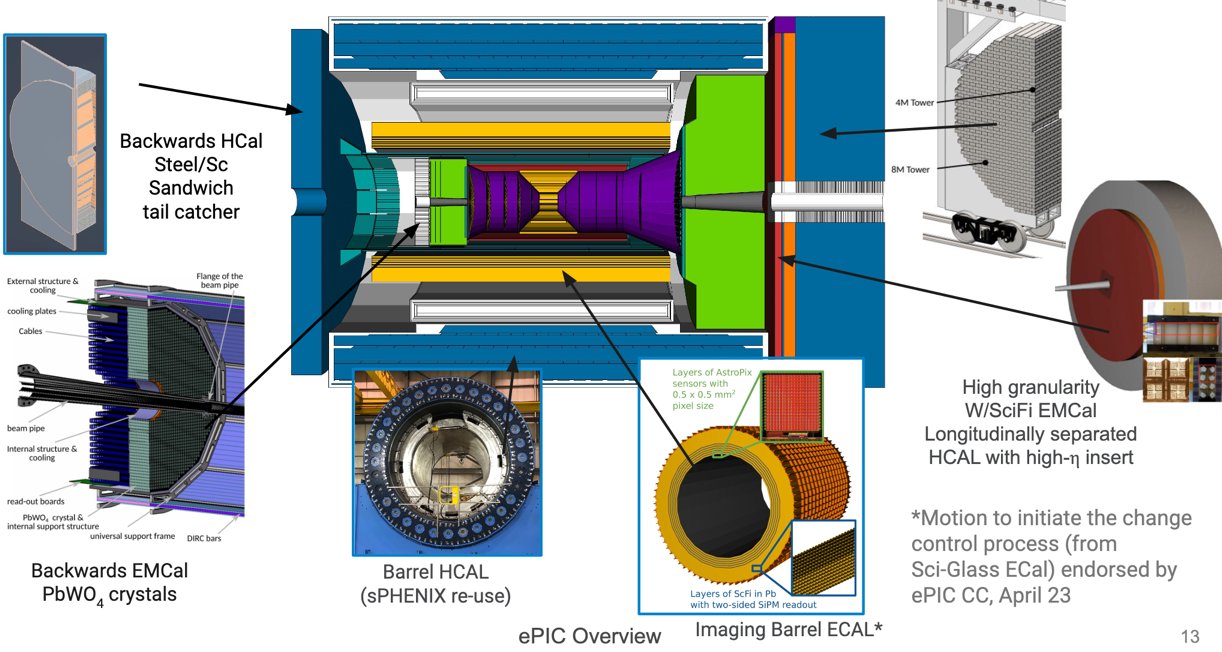 Backwards HCal
Steel/Sc
Sandwich
tail catcher
4M Tower
8M Tower
External structure &
cooling
cooling plates
Cables
Flange of the
beam pipe
beam pipe
Internal structure &
cooling
read-out boards
PbWO₄ crystal &
internal support structure
universal support frame
DIRC bars
Backwards EMCal
PbWO₄ crystals
Barrel HCAL
(sPHENIX re-use)
Layers of AstroPix
sensors with
0.5 x 0.5 mm²
pixel size
Layers of ScFi in Pb
with two-sided SiPM readout
Imaging Barrel ECAL*
High granularity
W/SciFi EMCal
Longitudinally separated
HCAL with high-η insert
*Motion to initiate the change
control process (from
Sci-Glass ECal) endorsed by
ePIC CC, April 23
ePIC Overview
13